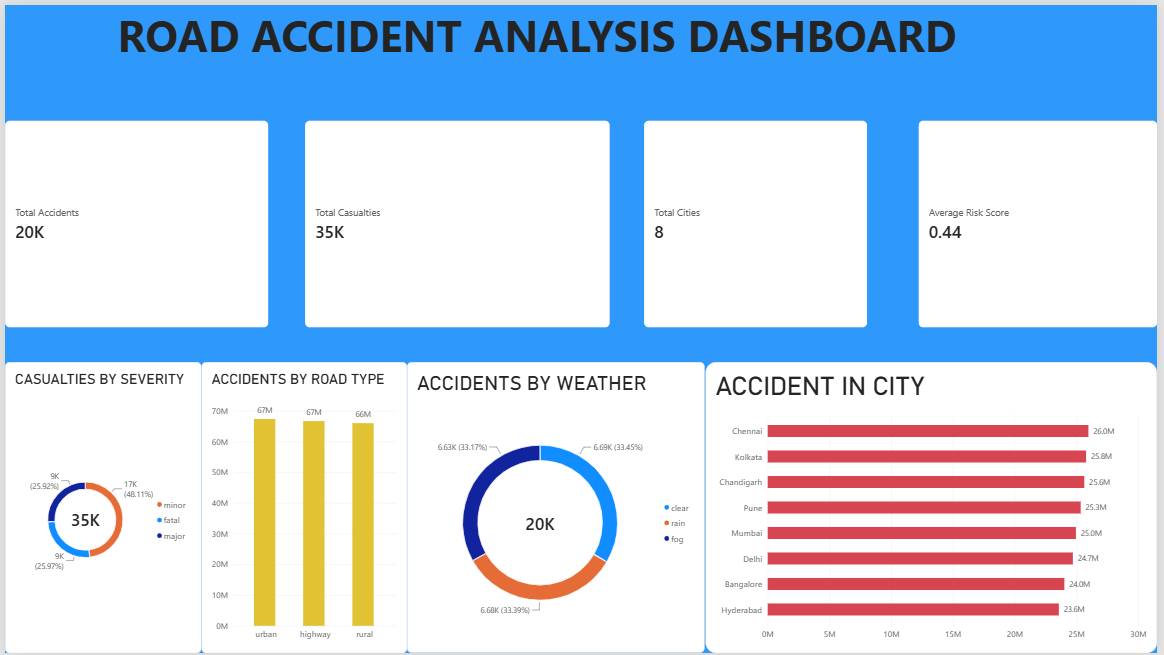 ROAD ACCIDENT ANALYSIS DASHBOARD
Total Accidents
20K
Total Casualties
35K
Total Cities
8
Average Risk Score
0.44
CASUALTIES BY SEVERITY
9K
(25.92%)
17K
(48.11%)
35K
9K
(25.97%)
minor
fatal
major
ACCIDENTS BY ROAD TYPE
70M
60M
50M
40M
30M
20M
10M
0M
67M
67M
66M
urban
highway
rural
ACCIDENTS BY WEATHER
6.63K (33.17%)
6.69K (33.45%)
20K
6.68K (33.39%)
clear
rain
fog
ACCIDENT IN CITY
Chennai
26.0M
Kolkata
25.8M
Chandigarh
25.6M
Pune
25.3M
Mumbai
25.0M
Delhi
24.7M
Bangalore
24.0M
Hyderabad
23.6M
0M
5M
10M
15M
20M
25M
30M